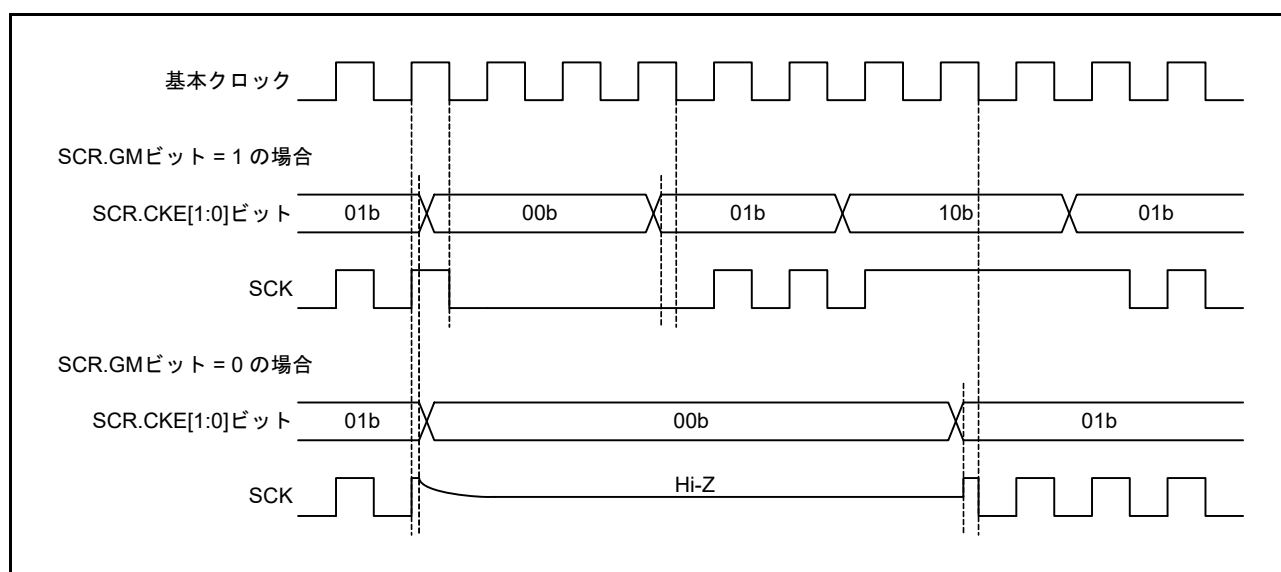 基本クロック
SCR.GMビット = 1 の場合
SCR.CKE[1:0]ビット 01b 00b 01b 10b 01b
SCK
SCR.GMビット = 0 の場合
SCR.CKE[1:0]ビット 01b 00b 01b
SCK Hi-Z